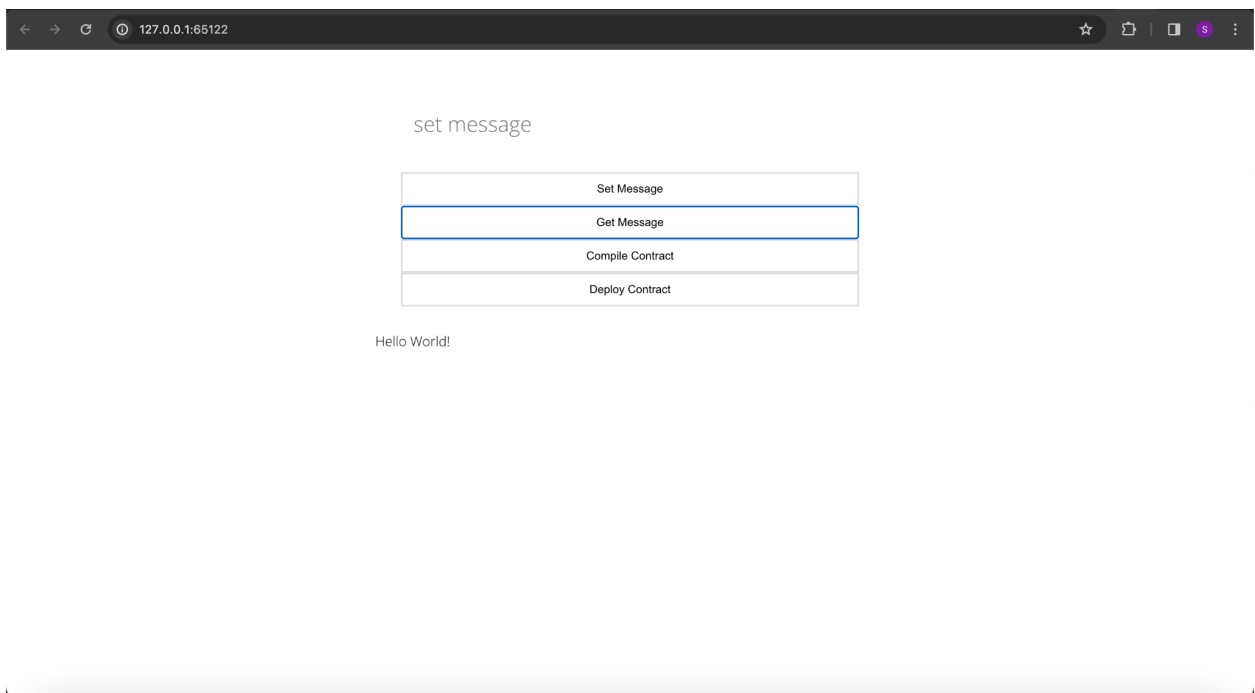 127.0.0.1:65122
S
set message
Set Message
Get Message
Compile Contract
Deploy Contract
Hello World!